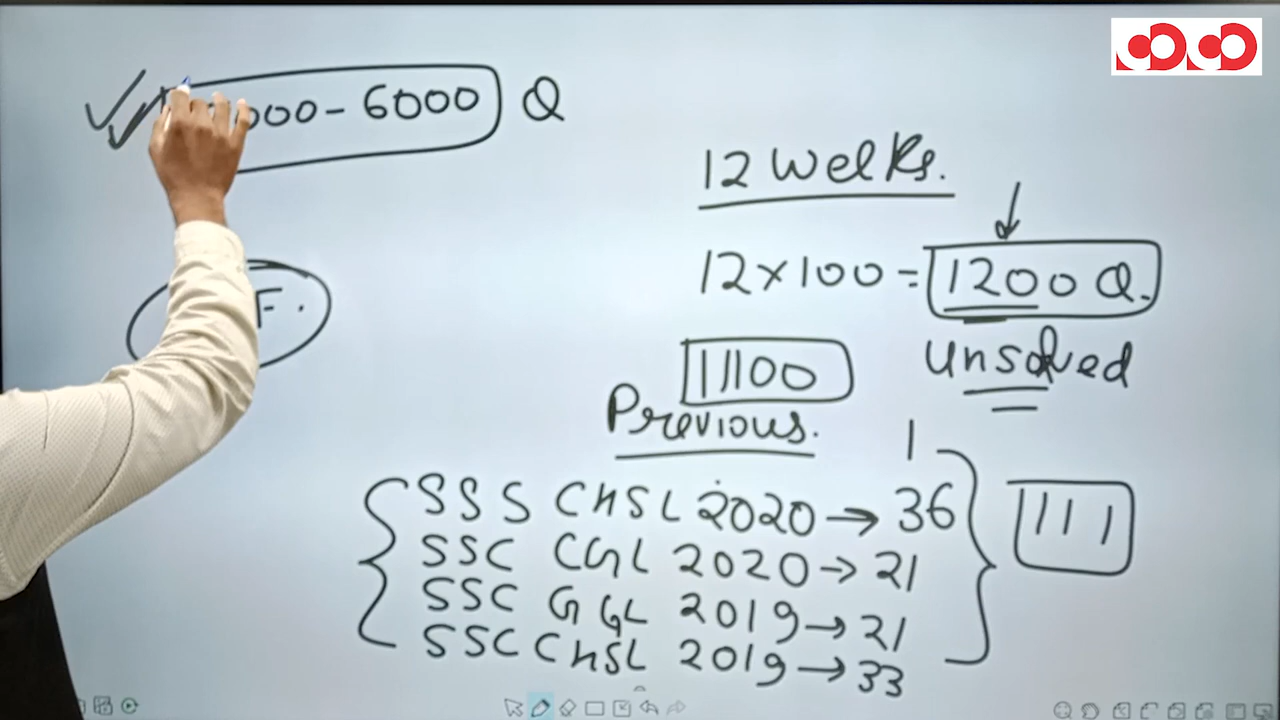 000-6000 Q
12 Weeks.
12×100=1200 Q.
unsolved
11100
Previous.
1
SSS CHSL 2020→36
SSC CGL 2020→21
111
SSC GGL 2019→21
SSC CHSL 2019→33